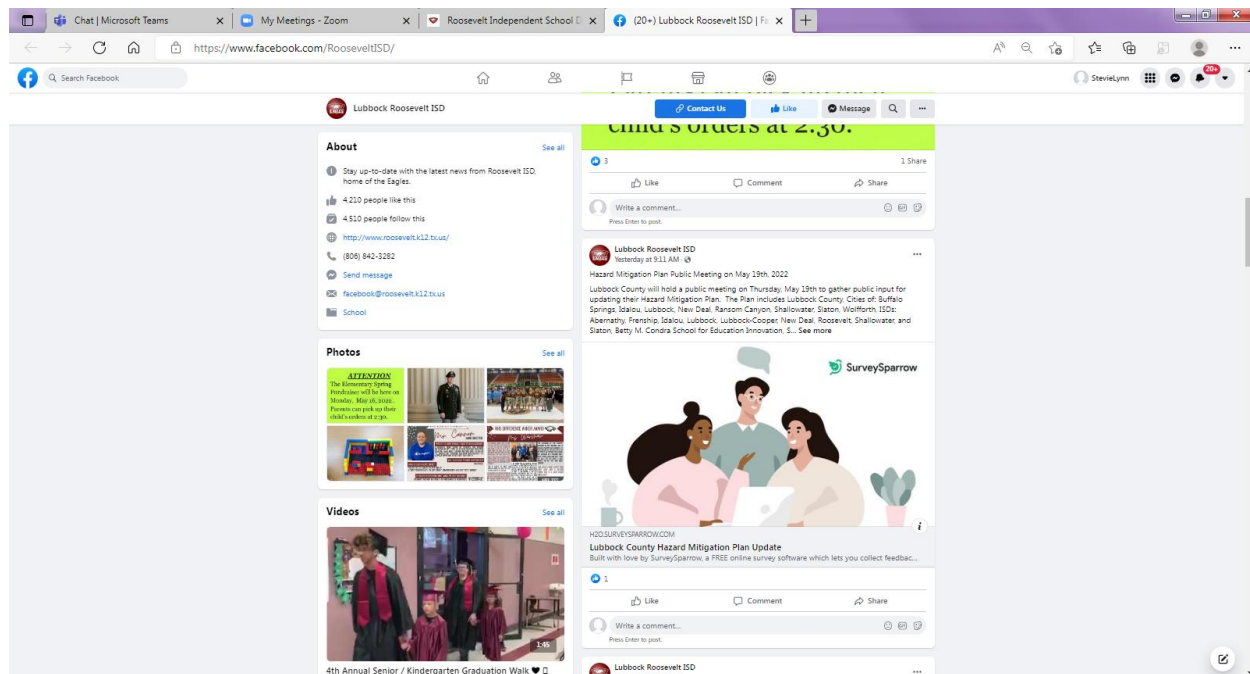 Chat | Microsoft Teams
My Meetings - Zoom
Roosevelt Independent School D
(20+) Lubbock Roosevelt ISD | Fa
https://www.facebook.com/RooseveltISD/
Search Facebook
StevieLynn
20+
Lubbock Roosevelt ISD
Contact Us
Like
Message
About
See all
Stay up-to-date with the latest news from Roosevelt ISD,
home of the Eagles.
4,210 people like this
4,510 people follow this
http://www.roosevelt.k12.tx.us/
(806) 842-3282
Send message
facebook@roosevelt.k12.tx.us
School
Photos
See all
ATTENTION
The Elementary Spring
Fundraiser will be here on
Monday, May 16, 2022.
Parents can pick up their
child's orders at 2:30.
Videos
See all
1:45
4th Annual Senior / Kindergarten Graduation Walk
child's orders at 2:30.
3
1 Share
Like
Comment
Share
Write a comment...
Press Enter to post.
Lubbock Roosevelt ISD
Yesterday at 9:11 AM
Hazard Mitigation Plan Public Meeting on May 19th, 2022
Lubbock County will hold a public meeting on Thursday, May 19th to gather public input for
updating their Hazard Mitigation Plan. The Plan includes Lubbock County, Cities of: Buffalo
Springs, Idalou, Lubbock, New Deal, Ransom Canyon, Shallowater, Slaton, Wolfforth, ISDs:
Abernathy, Frenship, Idalou, Lubbock, Lubbock-Cooper, New Deal, Roosevelt, Shallowater, and
Slaton, Betty M. Condra School for Education Innovation, S... See more
SurveySparrow
H2O.SURVEYSPARROW.COM
Lubbock County Hazard Mitigation Plan Update
Built with love by SurveySparrow, a FREE online survey software which lets you collect feedbac...
1
Like
Comment
Share
Write a comment...
Press Enter to post.
Lubbock Roosevelt ISD